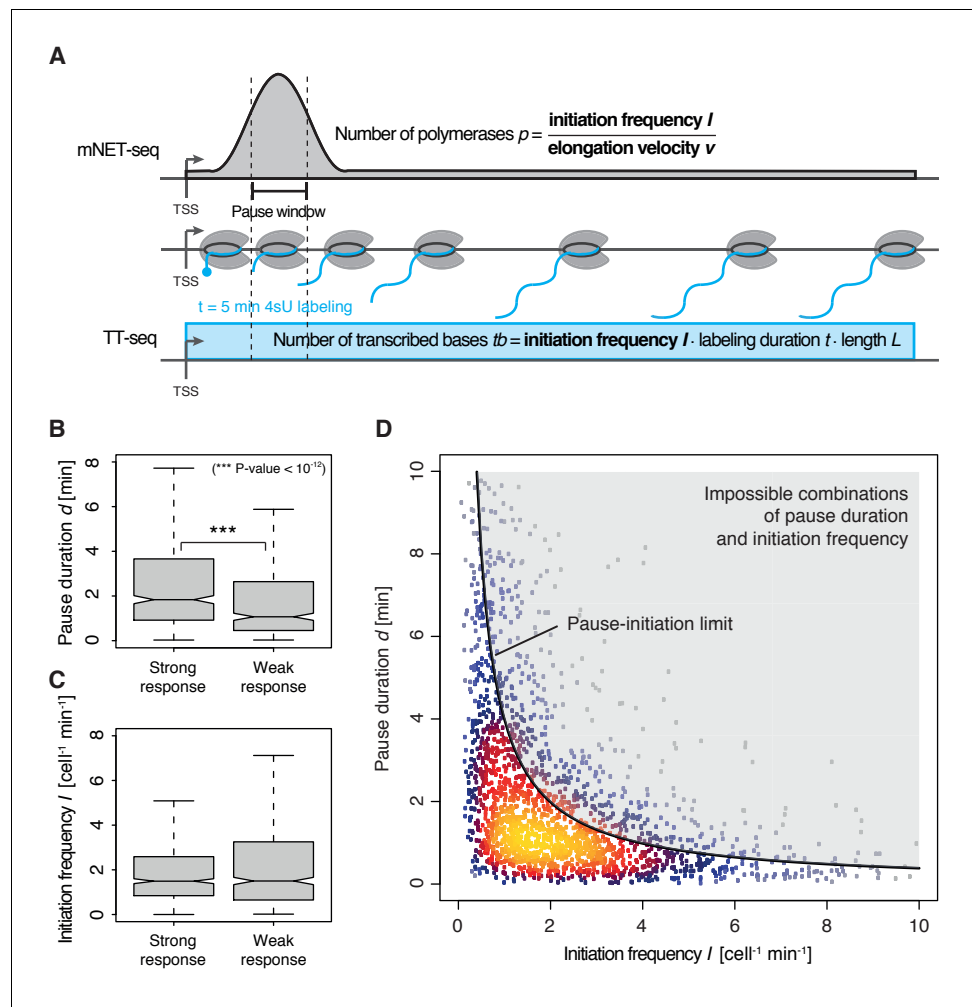 A
mNET-seq
Number of polymerases p = initiation frequency I
elongation velocity v
TSS
Pause window
TSS
t = 5 min 4sU labeling
TT-seq
Number of transcribed bases tb = initiation frequency I · labeling duration t · length L
TSS
B
Pause duration d [min]
8
6
4
2
0
(*** P-value < 10⁻¹²)
***
Strong
response
Weak
response
C
Initiation frequency I [cell⁻¹ min⁻¹]
8
6
4
2
0
Strong
response
Weak
response
D
Pause duration d [min]
10
8
6
4
2
0
Impossible combinations
of pause duration
and initiation frequency
Pause-initiation limit
0 2 4 6 8 10
Initiation frequency I [cell⁻¹ min⁻¹]